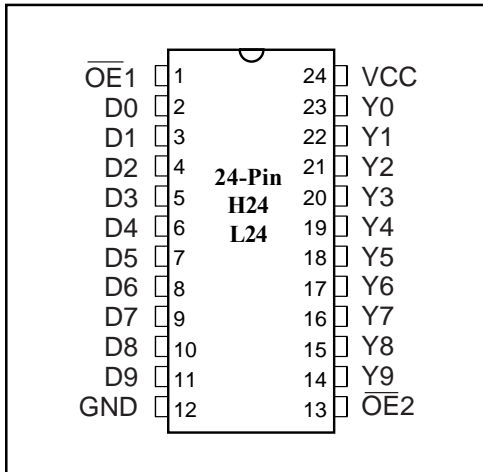 O̅E̅1 1 24 VCC
D0 2 23 Y0
D1 3 22 Y1
D2 4 21 Y2
D3 5 24-Pin 20 Y3
D4 6 H24 19 Y4
D5 7 L24 18 Y5
D6 8 17 Y6
D7 9 16 Y7
D8 10 15 Y8
D9 11 14 Y9
GND 12 13 O̅E̅2